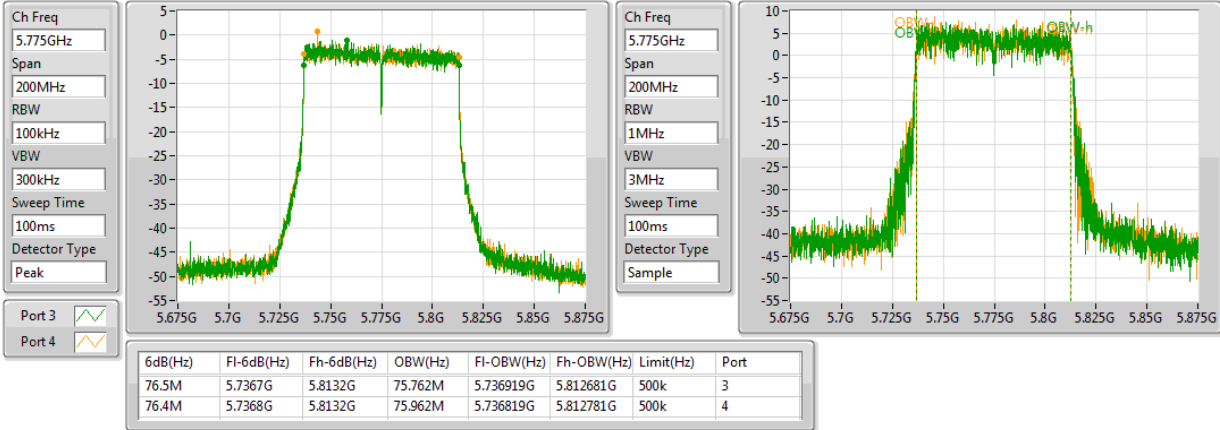 Ch Freq
5.775GHz
Span
200MHz
RBW
100kHz
VBW
300kHz
Sweep Time
100ms
Detector Type
Peak
Port 3
Port 4
5
0
-5
-10
-15
-20
-25
-30
-35
-40
-45
-50
-55
5.675G 5.7G 5.725G 5.75G 5.775G 5.8G 5.825G 5.85G 5.875G
Ch Freq
5.775GHz
Span
200MHz
RBW
1MHz
VBW
3MHz
Sweep Time
100ms
Detector Type
Sample
10
5
0
-5
-10
-15
-20
-25
-30
-35
-40
-45
-50
-55
OBW-h
5.675G 5.7G 5.725G 5.75G 5.775G 5.8G 5.825G 5.85G 5.875G
6dB(Hz) Fl-6dB(Hz) Fh-6dB(Hz) OBW(Hz) Fl-OBW(Hz) Fh-OBW(Hz) Limit(Hz) Port
76.5M 5.7367G 5.8132G 75.762M 5.736919G 5.812681G 500k 3
76.4M 5.7368G 5.8132G 75.962M 5.736819G 5.812781G 500k 4